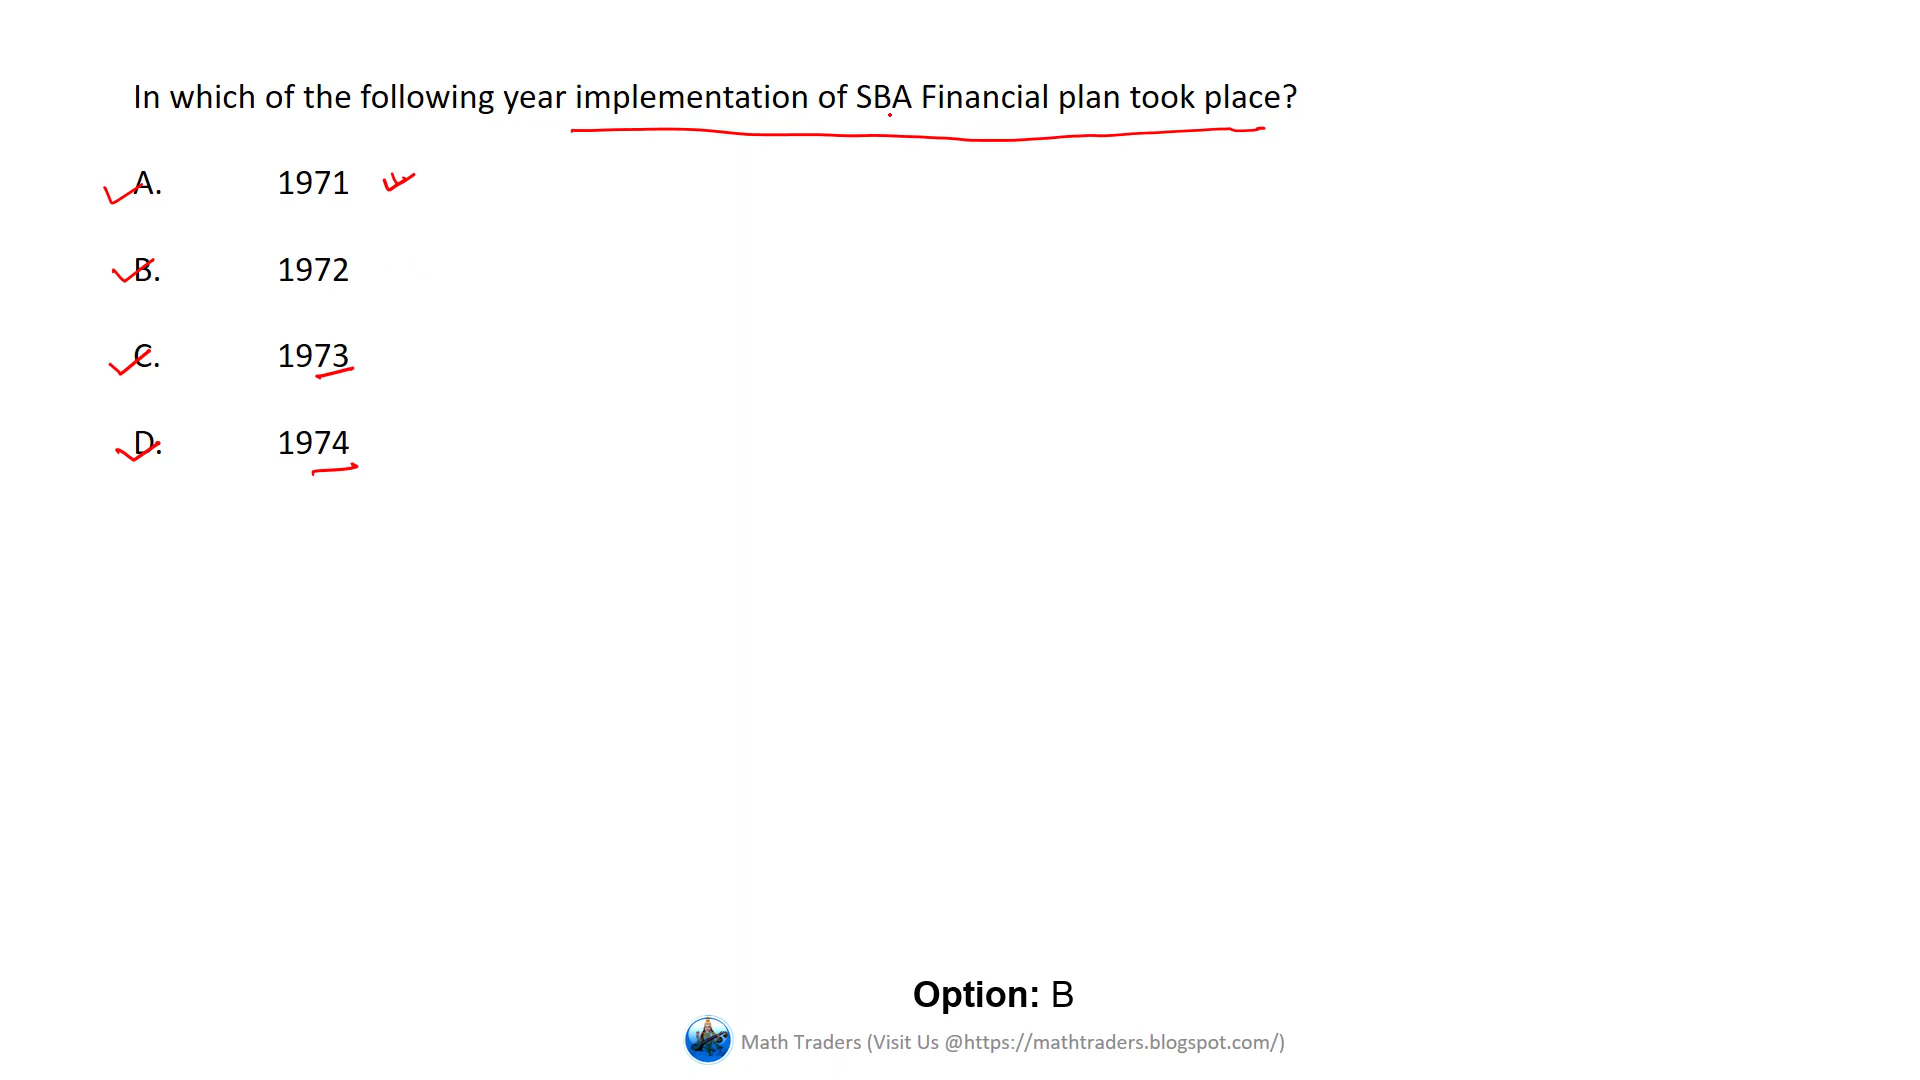 In which of the following year implementation of SBA Financial plan took place?
A. 1971
B. 1972
C. 1973
D. 1974
Option: B
Math Traders (Visit Us @https://mathtraders.blogspot.com/)